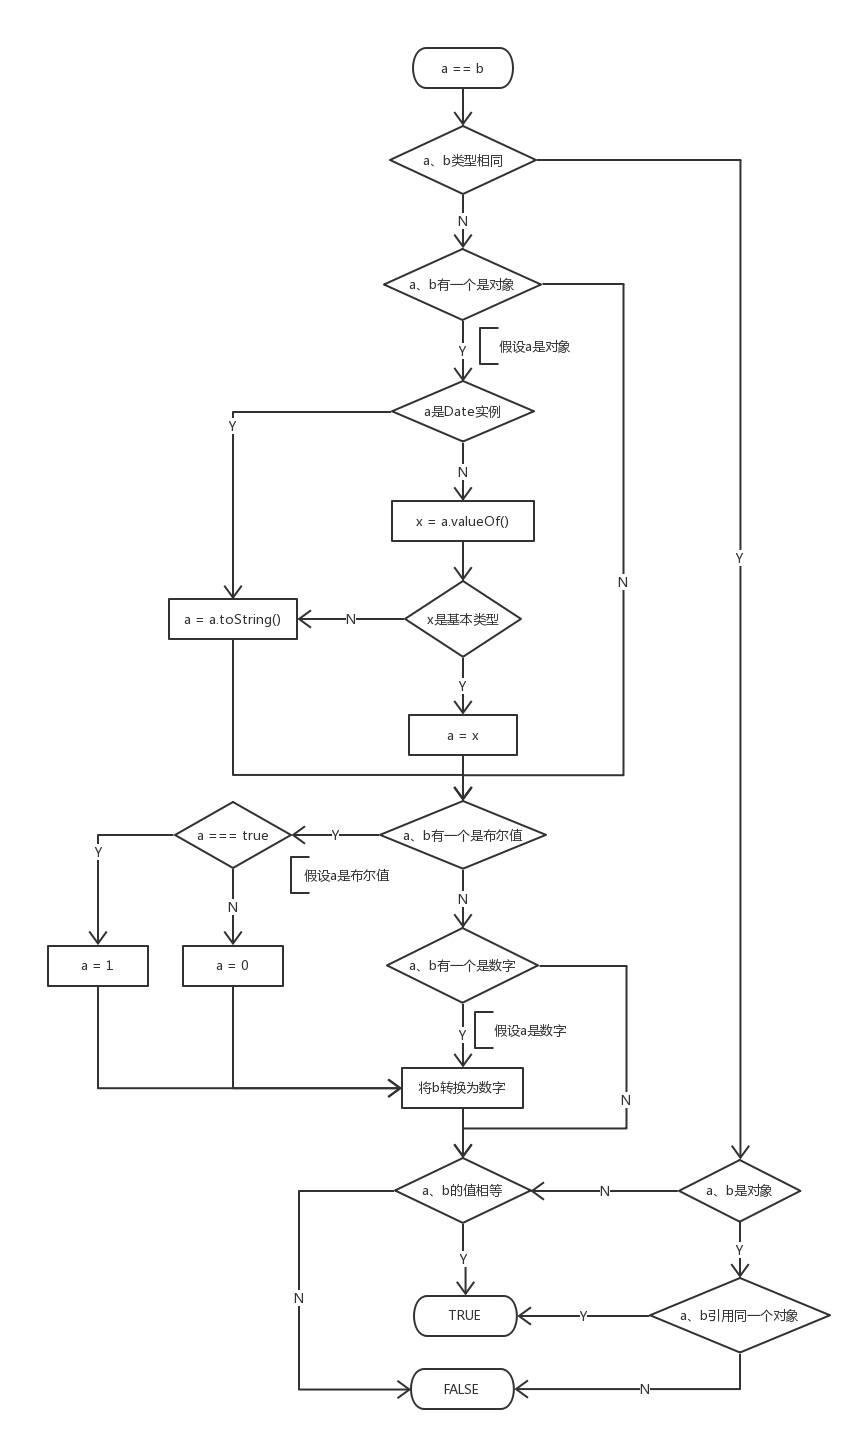 a == b
a、b类型相同
N
a、b有一个是对象
Y
假设a是对象
a是Date实例
Y
N
x = a.valueOf()
Y
N
a = a.toString()
N
x是基本类型
Y
a = x
a === true
Y
a、b有一个是布尔值
Y
假设a是布尔值
N
N
a = 1
a = 0
a、b有一个是数字
Y
假设a是数字
将b转换为数字
N
a、b的值相等
N
a、b是对象
Y
Y
N
TRUE
Y
a、b引用同一个对象
FALSE
N